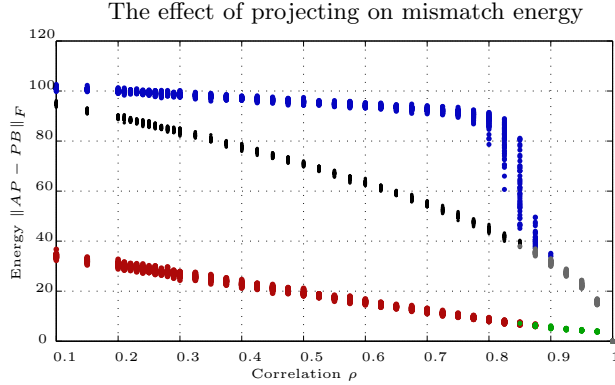 The effect of projecting on mismatch energy
Energy ‖AP − PB‖F
120
100
80
60
40
20
0
0.1 0.2 0.3 0.4 0.5 0.6 0.7 0.8 0.9 1
Correlation ρ